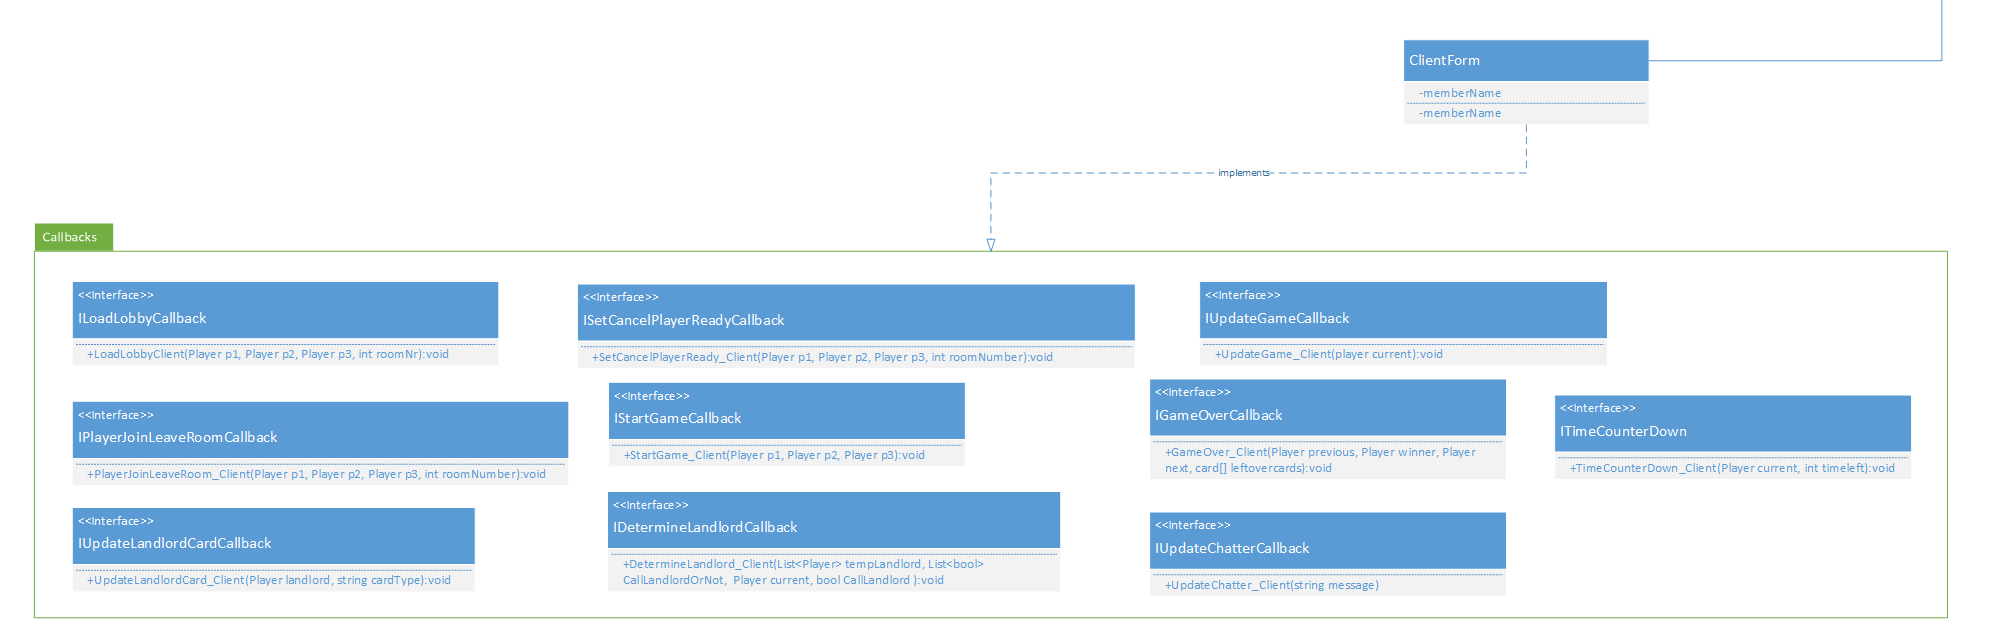 ClientForm
-memberName
-memberName
implements
Callbacks
<<Interface>>
ILoadLobbyCallback
+LoadLobbyClient(Player p1, Player p2, Player p3, int roomNr):void
<<Interface>>
ISetCancelPlayerReadyCallback
+SetCancelPlayerReady_Client(Player p1, Player p2, Player p3, int roomNumber):void
<<Interface>>
IUpdateGameCallback
+UpdateGame_Client(player current):void
<<Interface>>
IPlayerJoinLeaveRoomCallback
+PlayerJoinLeaveRoom_Client(Player p1, Player p2, Player p3, int roomNumber):void
<<Interface>>
IStartGameCallback
+StartGame_Client(Player p1, Player p2, Player p3):void
<<Interface>>
IGameOverCallback
+GameOver_Client(Player previous, Player winner, Player
next, card[] leftovercards):void
<<Interface>>
ITimeCounterDown
+TimeCounterDown_Client(Player current, int timeleft):void
<<Interface>>
IUpdateLandlordCardCallback
+UpdateLandlordCard_Client(Player landlord, string cardType):void
<<Interface>>
IDetermineLandlordCallback
+DetermineLandlord_Client(List<Player> tempLandlord, List<bool>
CallLandlordOrNot, Player current, bool CallLandlord ):void
<<Interface>>
IUpdateChatterCallback
+UpdateChatter_Client(string message)